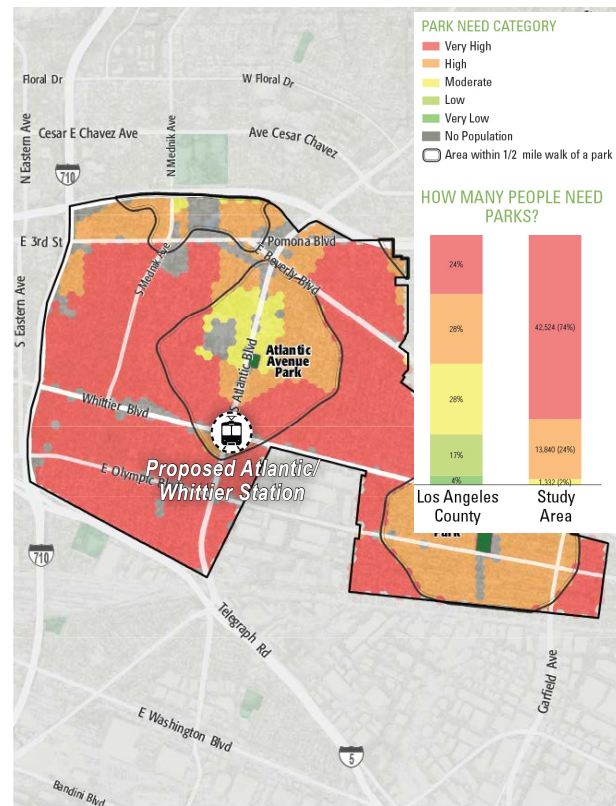 PARK NEED CATEGORY
Very High
High
Moderate
Low
Very Low
No Population
Area within 1/2 mile walk of a park
HOW MANY PEOPLE NEED
PARKS?
24%
28%
28%
17%
4%
42,524 (74%)
13,840 (24%)
1,332 (2%)
Los Angeles
County
Study
Area
Floral Dr
W Floral Dr
N Eastern Ave
Cesar E Chavez Ave
N Mednik Ave
Ave Cesar Chavez
710
E 3rd St
Pomona Blvd
E Beverly Blvd
S Mednik Ave
S Eastern Ave
S Atlantic Blvd
Atlantic
Avenue
Park
Whittier Blvd
Proposed Atlantic/
Whittier Station
E Olympic Blvd
Park
710
Telegraph Rd
Garfield Ave
E Washington Blvd
5
Bandini Blvd